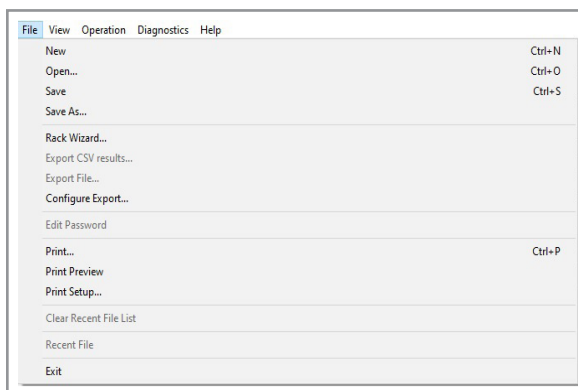 File View Operation Diagnostics Help
New Ctrl+N
Open... Ctrl+O
Save Ctrl+S
Save As...
Rack Wizard...
Export CSV results...
Export File...
Configure Export...
Edit Password
Print... Ctrl+P
Print Preview
Print Setup...
Clear Recent File List
Recent File
Exit